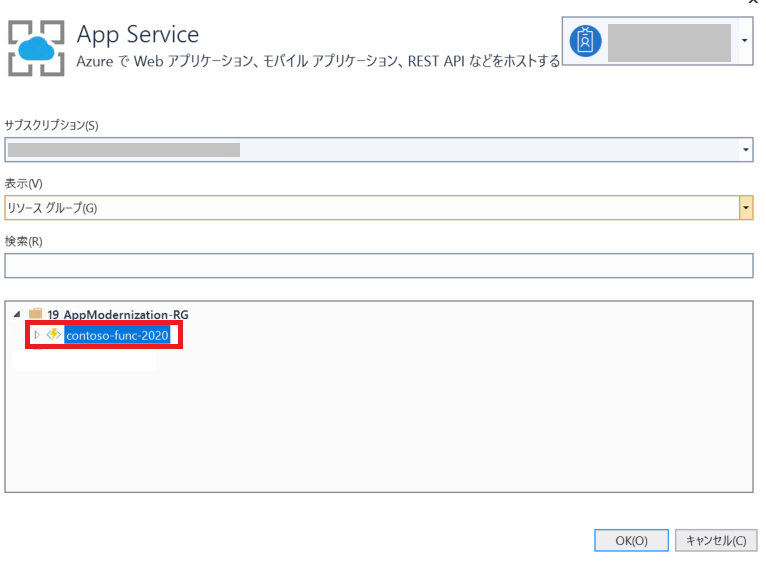 App Service
Azure で Web アプリケーション、モバイル アプリケーション、REST API などをホストする
サブスクリプション(S)
表示(V)
リソース グループ(G)
検索(R)
19 AppModernization-RG
contoso-func-2020
OK(O)
キャンセル(C)